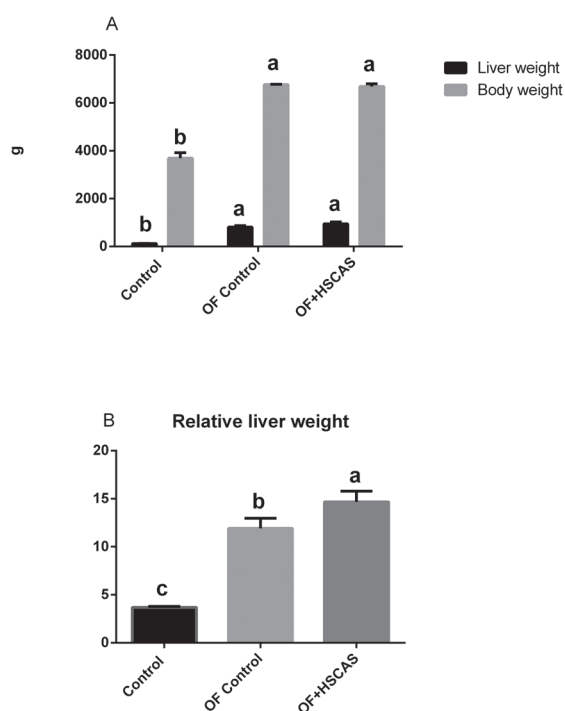 A
8000
6000
4000
2000
0
g
b
b
a
a
a
a
Control
OF Control
OF+HSCAS
Liver weight
Body weight
B
Relative liver weight
20
15
10
5
0
c
b
a
Control
OF Control
OF+HSCAS